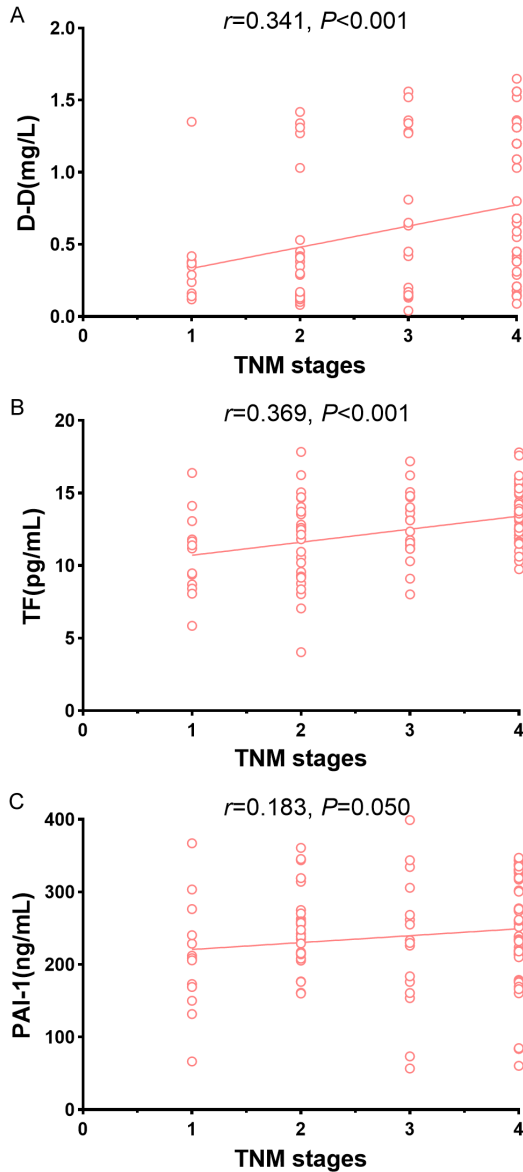 A
r=0.341, P<0.001
D-D(mg/L)
2.0
1.5
1.0
0.5
0.0
0 1 2 3 4
TNM stages
B
r=0.369, P<0.001
TF(pg/mL)
20
15
10
5
0
0 1 2 3 4
TNM stages
C
r=0.183, P=0.050
PAI-1(ng/mL)
400
300
200
100
0
0 1 2 3 4
TNM stages